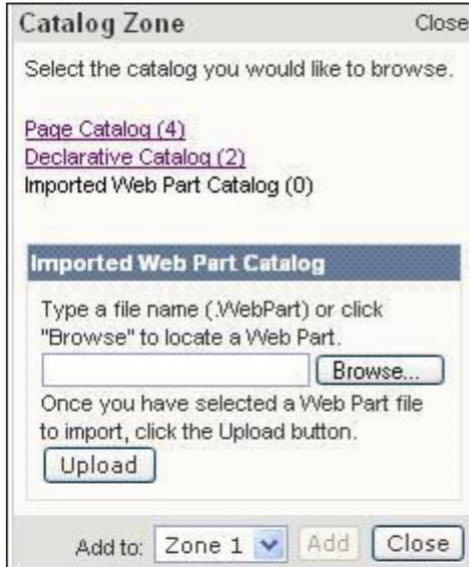 Catalog Zone Close
Select the catalog you would like to browse.
Page Catalog (4)
Declarative Catalog (2)
Imported Web Part Catalog (0)
Imported Web Part Catalog
Type a file name (.WebPart) or click
"Browse" to locate a Web Part.
Browse...
Once you have selected a Web Part file
to import, click the Upload button.
Upload
Add to: Zone 1 Add Close